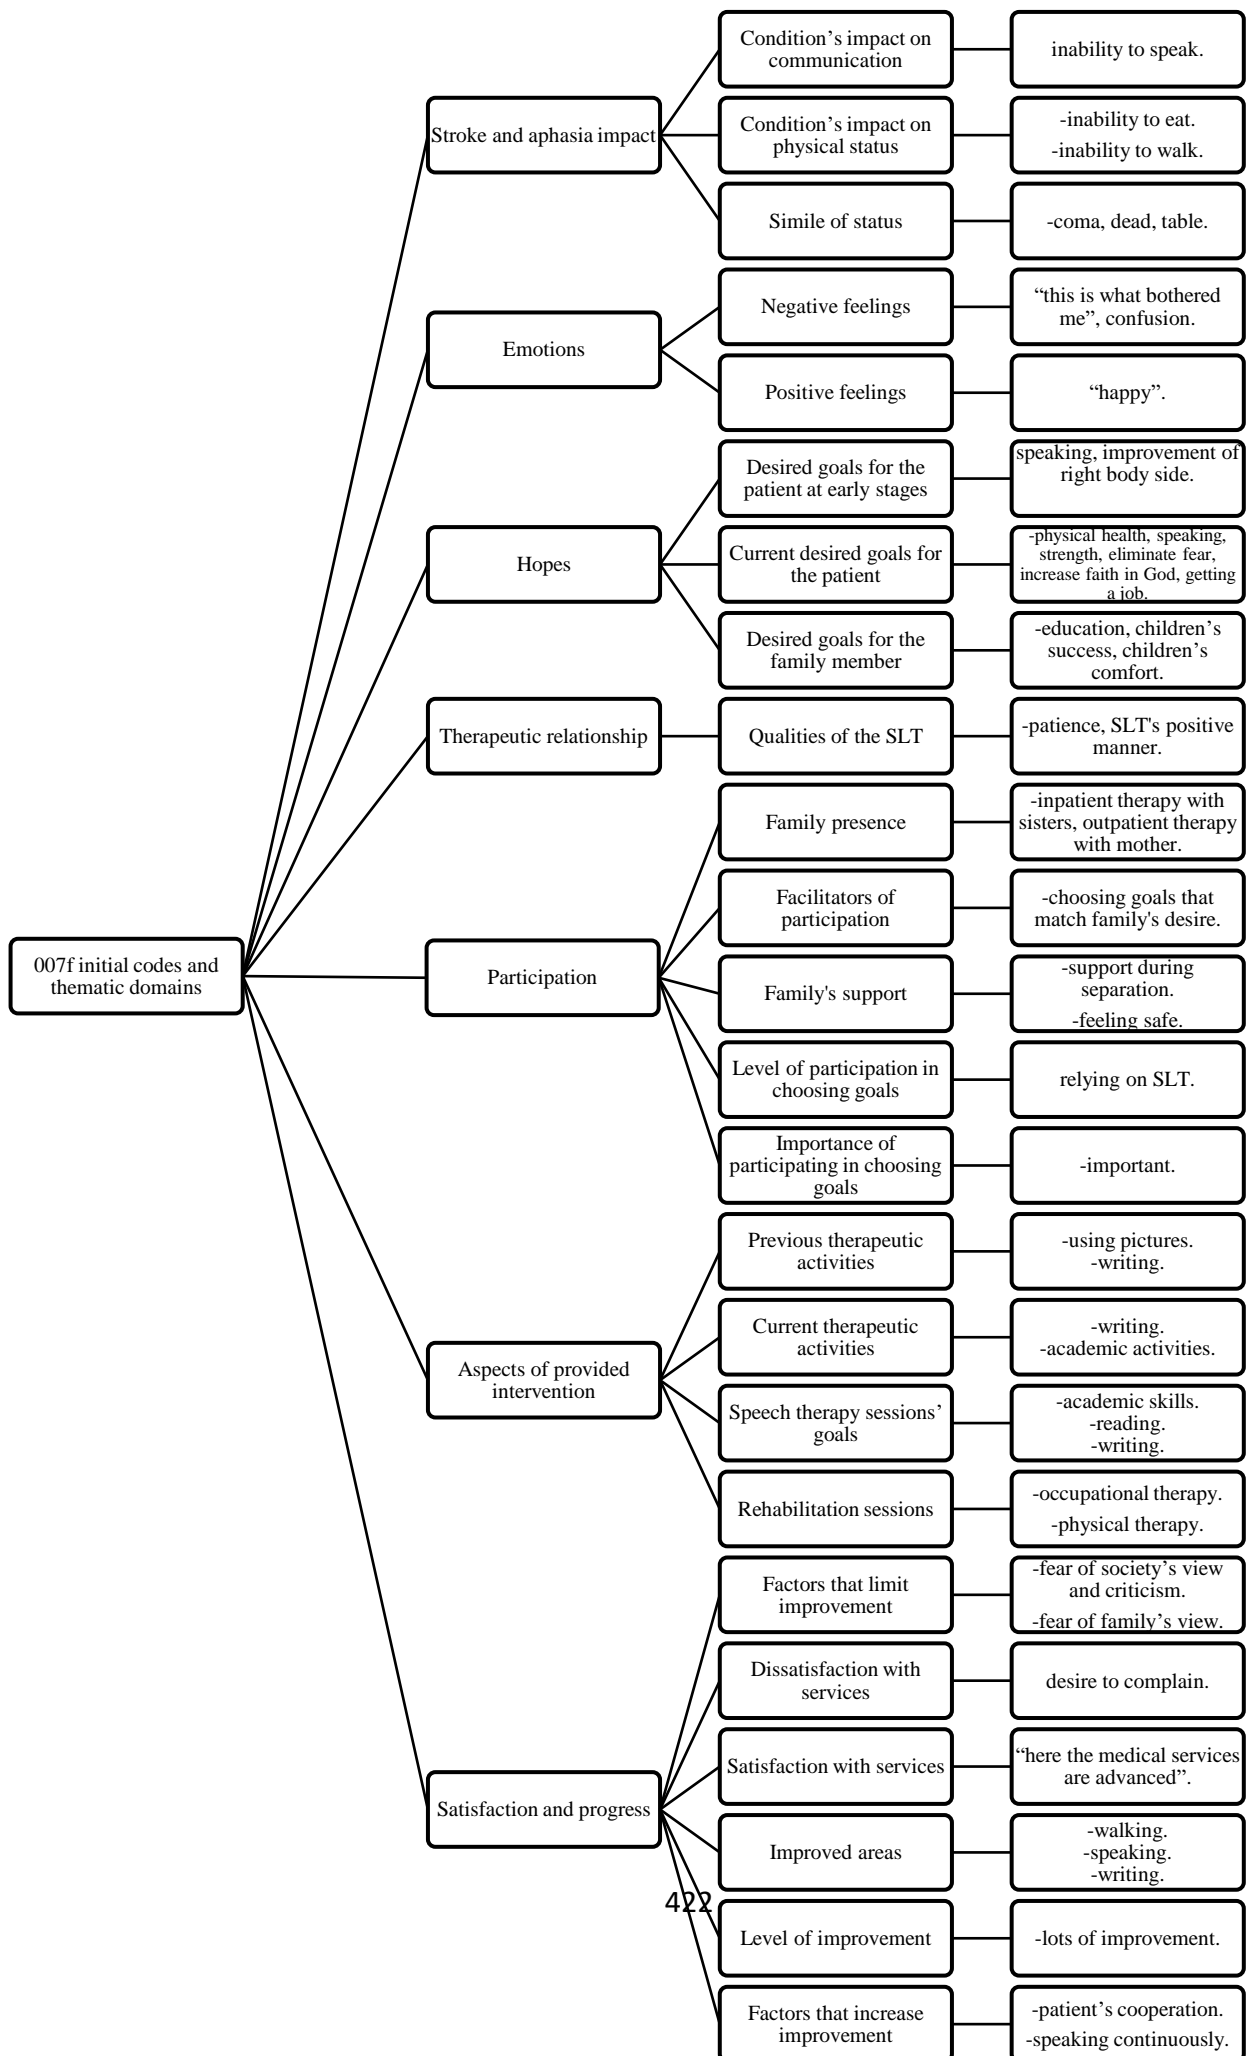 007f initial codes and
thematic domains
Stroke and aphasia impact
Condition’s impact on
communication
inability to speak.
Condition’s impact on
physical status
-inability to eat.
-inability to walk.
Simile of status
-coma, dead, table.
Emotions
Negative feelings
“this is what bothered
me”, confusion.
Positive feelings
“happy”.
Hopes
Desired goals for the
patient at early stages
speaking, improvement of
right body side.
Current desired goals for
the patient
-physical health, speaking,
strength, eliminate fear,
increase faith in God, getting
a job.
Desired goals for the
family member
-education, children’s
success, children’s
comfort.
Therapeutic relationship
Qualities of the SLT
-patience, SLT's positive
manner.
Participation
Family presence
-inpatient therapy with
sisters, outpatient therapy
with mother.
Facilitators of
participation
-choosing goals that
match family's desire.
Family's support
-support during
separation.
-feeling safe.
Level of participation in
choosing goals
relying on SLT.
Importance of
participating in choosing
goals
-important.
Aspects of provided
intervention
Previous therapeutic
activities
-using pictures.
-writing.
Current therapeutic
activities
-writing.
-academic activities.
Speech therapy sessions’
goals
-academic skills.
-reading.
-writing.
Rehabilitation sessions
-occupational therapy.
-physical therapy.
Satisfaction and progress
Factors that limit
improvement
-fear of society’s view
and criticism.
-fear of family’s view.
Dissatisfaction with
services
desire to complain.
Satisfaction with services
“here the medical services
are advanced”.
Improved areas
-walking.
-speaking.
-writing.
Level of improvement
-lots of improvement.
Factors that increase
improvement
-patient’s cooperation.
-speaking continuously.
422